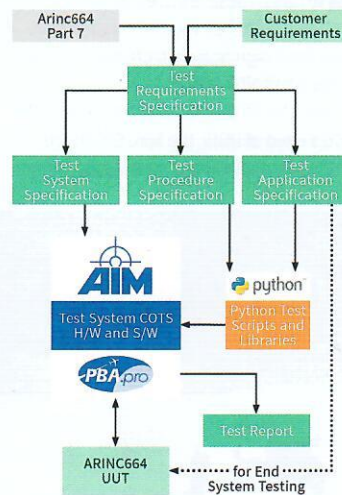 Arinc664
Part 7
Customer
Requirements
Test
Requirements
Specification
Test
System
Specification
Test
Procedure
Specification
Test
Application
Specification
AIM
python
Test System COTS
H/W and S/W
Python Test
Scripts and
Libraries
PBA.pro
Test Report
ARINC664
UUT
for End
System Testing